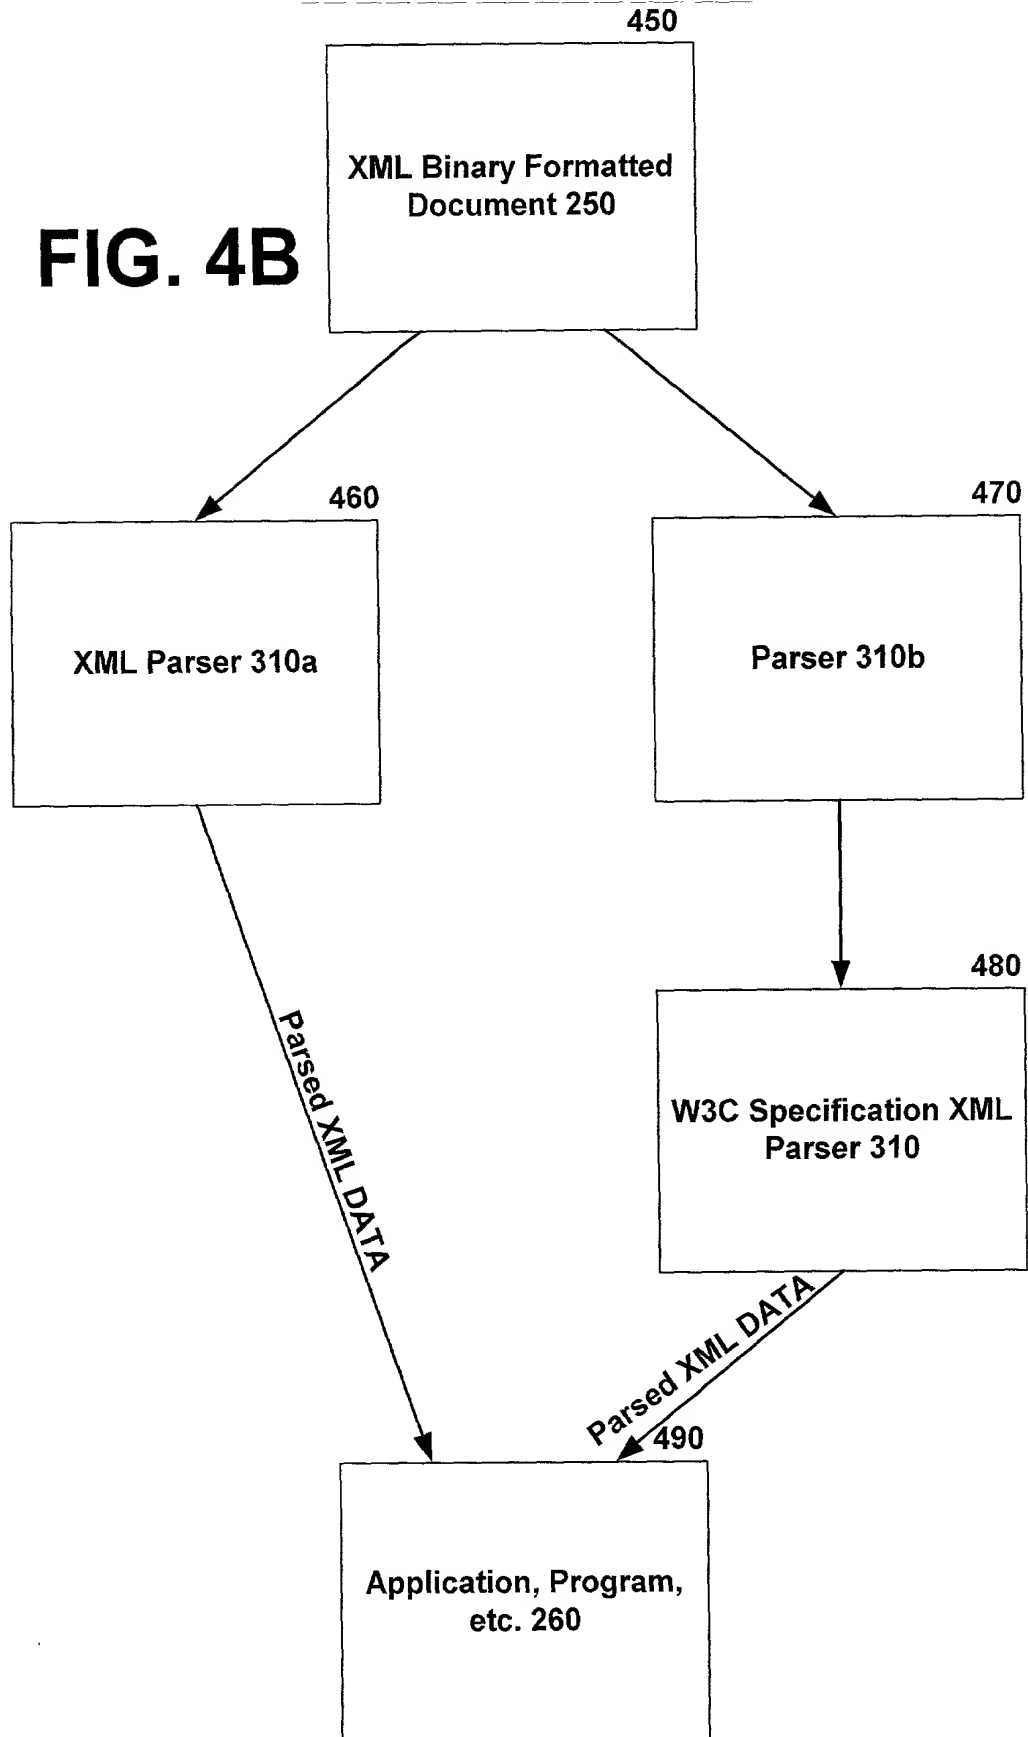 450
XML Binary Formatted
Document 250
FIG. 4B
460
470
XML Parser 310a
Parser 310b
480
Parsed XML DATA
W3C Specification XML
Parser 310
Parsed XML DATA
490
Application, Program,
etc. 260